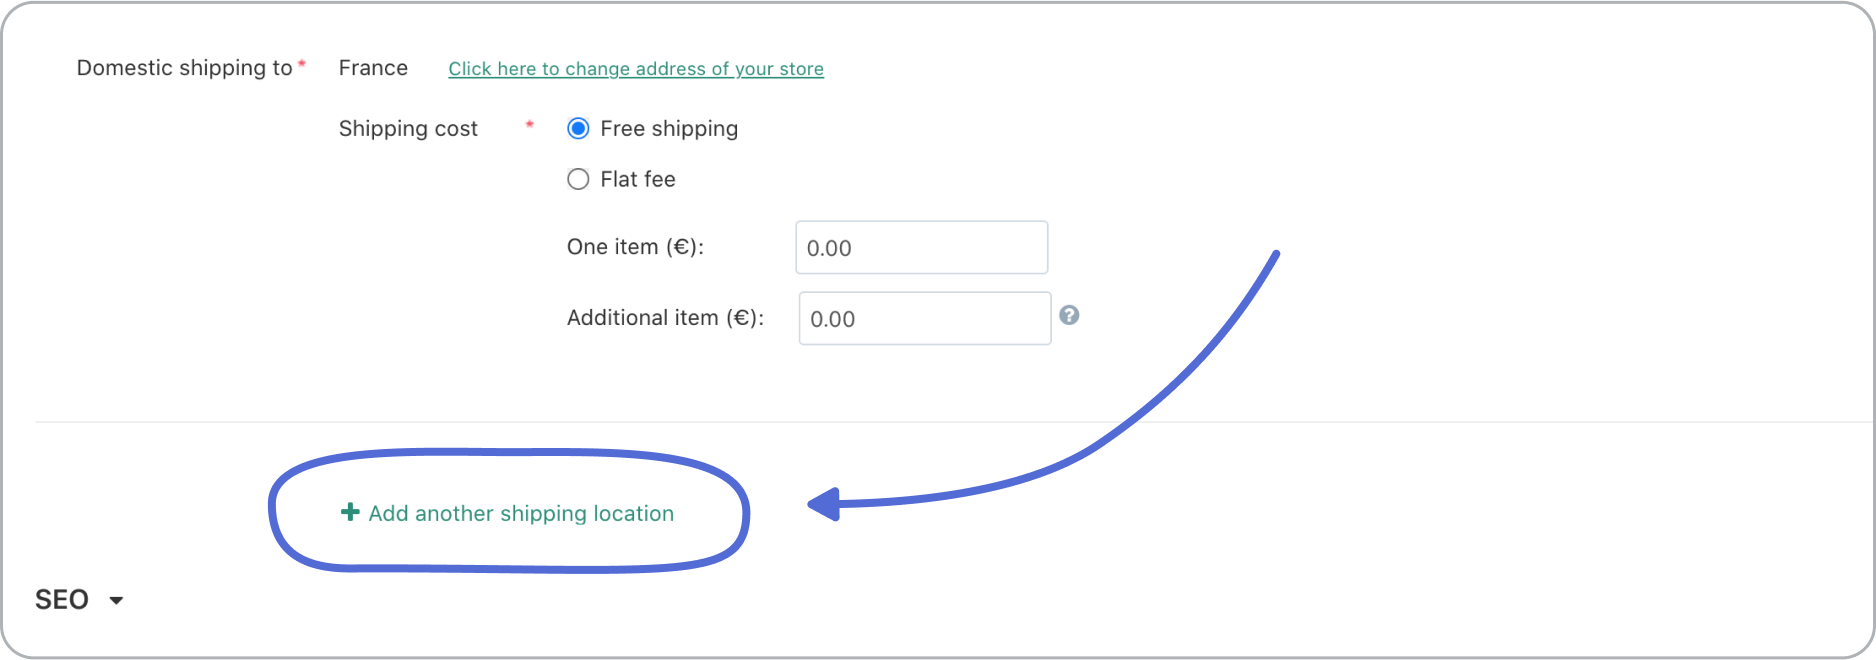 Domestic shipping to * France Click here to change address of your store
Shipping cost * Free shipping
Flat fee
One item (€): 0.00
Additional item (€): 0.00 ?
+ Add another shipping location
SEO